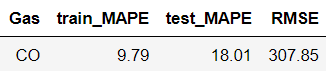 Gas train_MAPE test_MAPE RMSE
CO 9.79 18.01 307.85